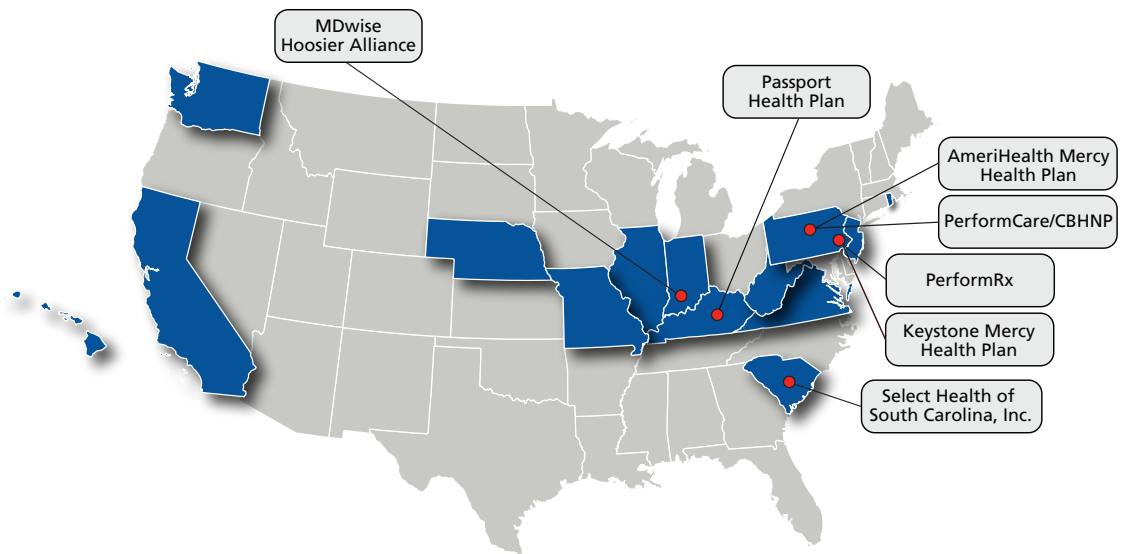 MDwise
Hoosier Alliance
Passport
Health Plan
AmeriHealth Mercy
Health Plan
PerformCare/CBHNP
PerformRx
Keystone Mercy
Health Plan
Select Health of
South Carolina, Inc.